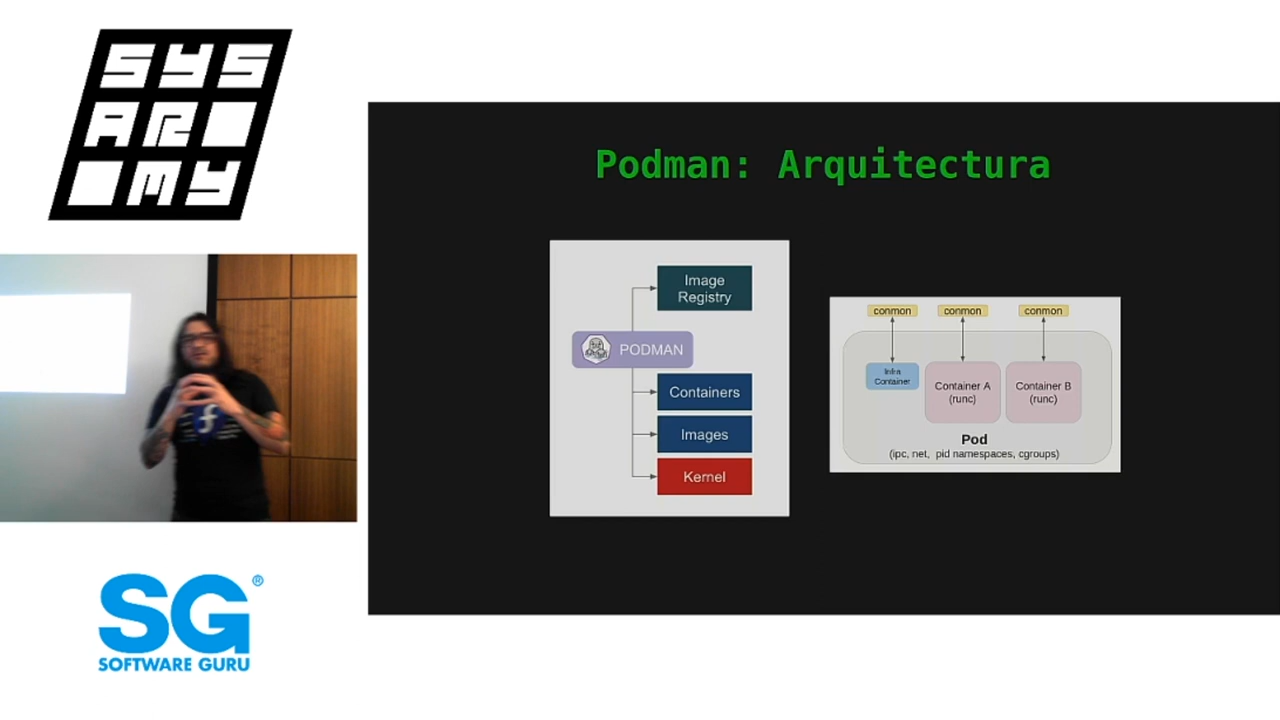 SYS
AR
MY
Podman: Arquitectura
Image
Registry
PODMAN
Containers
Images
Kernel
conmon
conmon
conmon
Infra
Container
Container A
(runc)
Container B
(runc)
Pod
(ipc, net, pid namespaces, cgroups)
SG®
SOFTWARE GURU